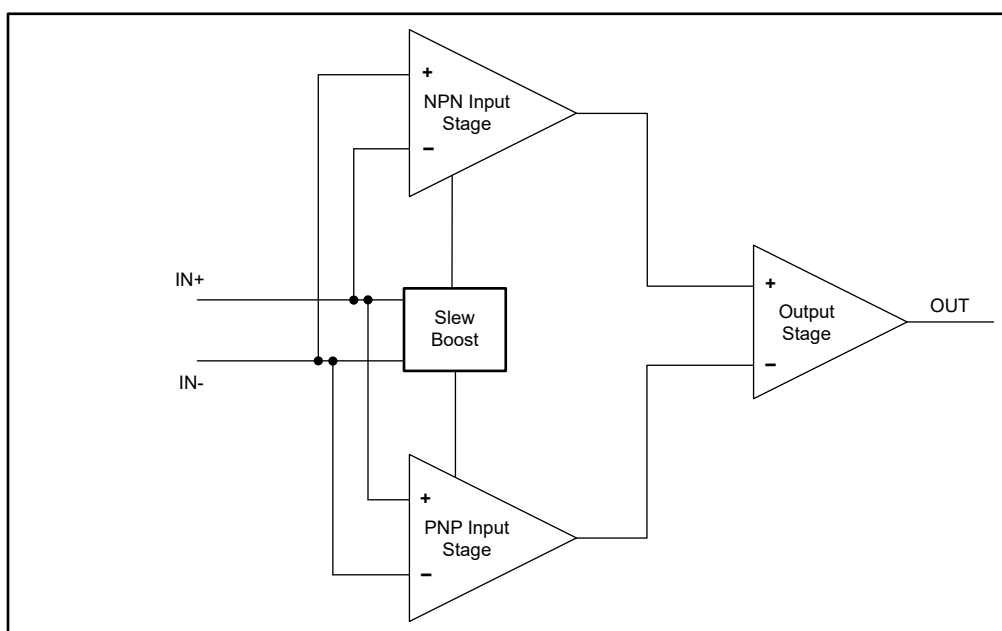 +
NPN Input
Stage
−
IN+
Slew
Boost
IN-
+
Output
Stage
−
OUT
+
PNP Input
Stage
−